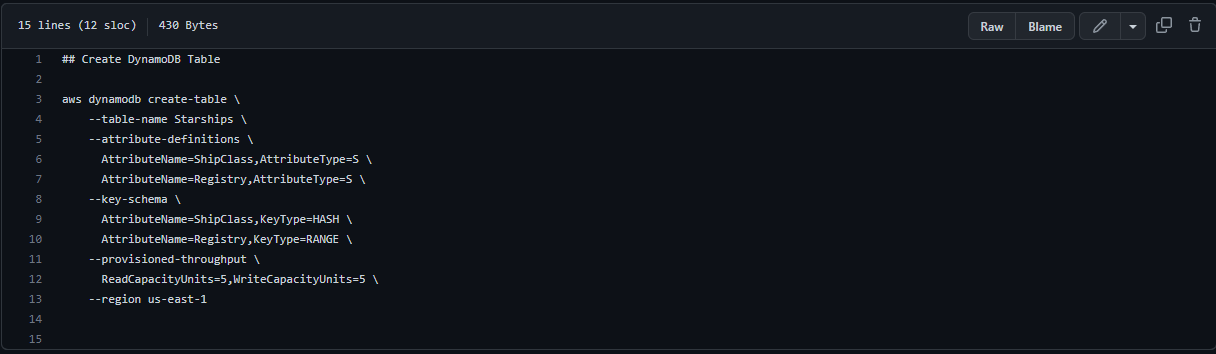 15 lines (12 sloc) 430 Bytes
Raw Blame
1 ## Create DynamoDB Table
2
3 aws dynamodb create-table \
4 --table-name Starships \
5 --attribute-definitions \
6 AttributeName=ShipClass,AttributeType=S \
7 AttributeName=Registry,AttributeType=S \
8 --key-schema \
9 AttributeName=ShipClass,KeyType=HASH \
10 AttributeName=Registry,KeyType=RANGE \
11 --provisioned-throughput \
12 ReadCapacityUnits=5,WriteCapacityUnits=5 \
13 --region us-east-1
14
15